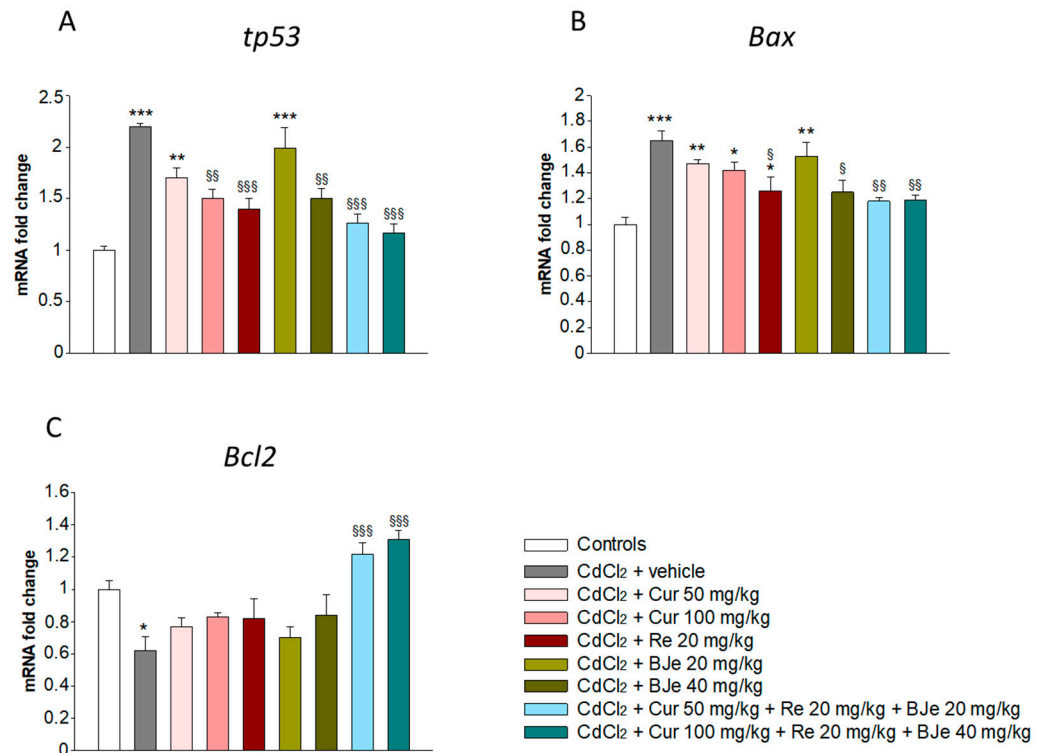 A
tp53
mRNA fold change
2.5
2
1.5
1
0.5
0
***
**
§§
§§§
***
§§
§§§
§§§
B
Bax
mRNA fold change
2
1.8
1.6
1.4
1.2
1
0.8
0.6
0.4
0.2
0
***
**
*
§
*
**
§
§§
§§
C
Bcl2
mRNA fold change
1.6
1.4
1.2
1
0.8
0.6
0.4
0.2
0
*
§§§
§§§
Controls
CdCl₂ + vehicle
CdCl₂ + Cur 50 mg/kg
CdCl₂ + Cur 100 mg/kg
CdCl₂ + Re 20 mg/kg
CdCl₂ + BJe 20 mg/kg
CdCl₂ + BJe 40 mg/kg
CdCl₂ + Cur 50 mg/kg + Re 20 mg/kg + BJe 20 mg/kg
CdCl₂ + Cur 100 mg/kg + Re 20 mg/kg + BJe 40 mg/kg